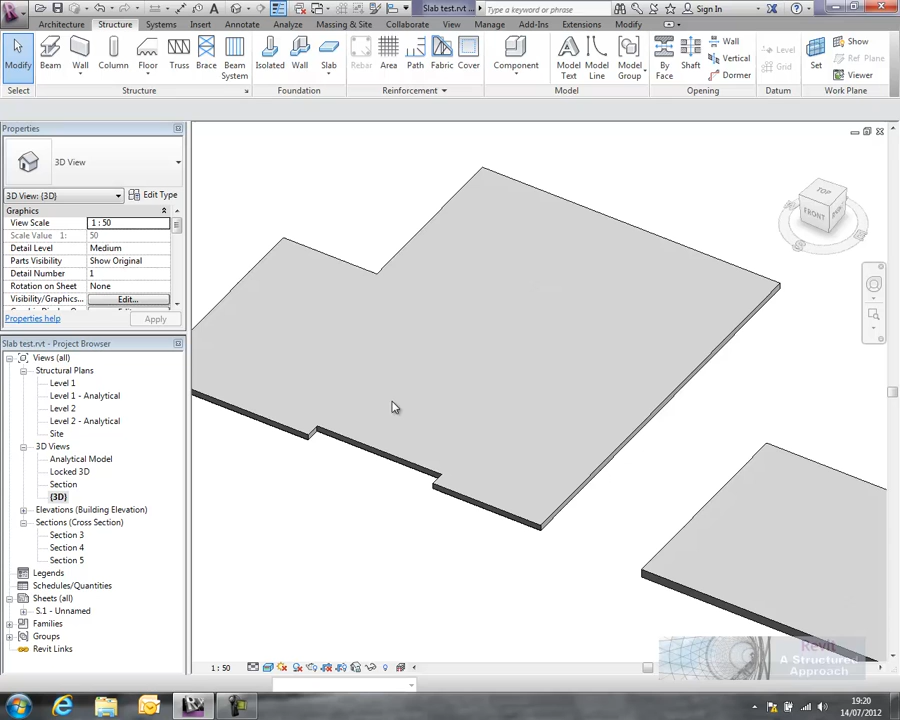 Slab test.rvt ...
Type a keyword or phrase
Sign In
Architecture Structure Systems Insert Annotate Analyze Massing & Site Collaborate View Manage Add-Ins Extensions Modify
Modify Beam Wall Column Floor Truss Brace Beam System Isolated Wall Slab Rebar Area Path Fabric Cover Component Model Text Model Line Model Group By Face Shaft Wall Vertical Dormer Level Grid Set Show Ref Plane Viewer
Select Structure Foundation Reinforcement Model Opening Datum Work Plane
Properties
3D View
3D View: {3D} Edit Type
Graphics
View Scale 1 : 50
Scale Value 1: 50
Detail Level Medium
Parts Visibility Show Original
Detail Number 1
Rotation on Sheet None
Visibility/Graphics... Edit...
Properties help Apply
Slab test.rvt - Project Browser
Views (all)
Structural Plans
Level 1
Level 1 - Analytical
Level 2
Level 2 - Analytical
Site
3D Views
Analytical Model
Locked 3D
Section
{3D}
Elevations (Building Elevation)
Sections (Cross Section)
Section 3
Section 4
Section 5
Legends
Schedules/Quantities
Sheets (all)
S.1 - Unnamed
Families
Groups
Revit Links
TOP
FRONT
1 : 50
Revit
A Structured
Approach
19:20
14/07/2012